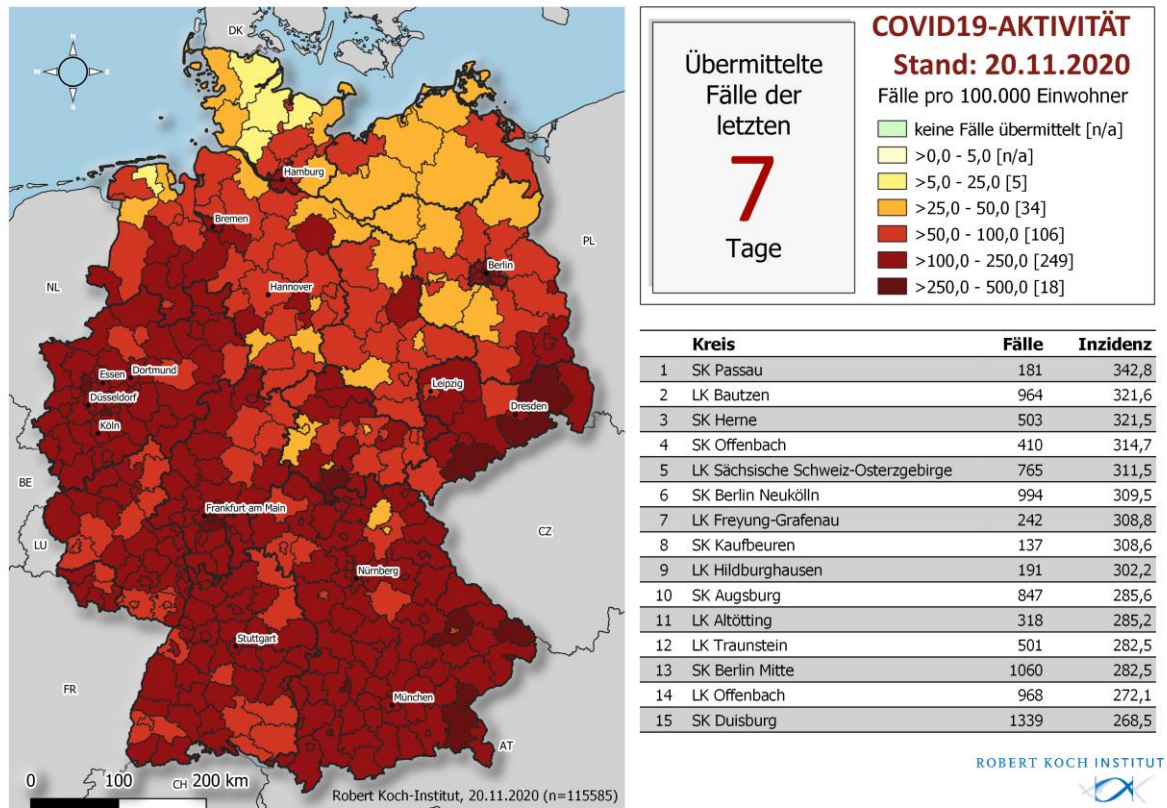 DK
N
W
E
S
Hamburg
Bremen
PL
Berlin
NL
Hannover
Essen
Dortmund
Düsseldorf
Leipzig
Dresden
Köln
BE
Frankfurt am Main
LU
CZ
Nürnberg
Stuttgart
FR
München
AT
CH
0 100 200 km
Robert Koch-Institut, 20.11.2020 (n=115585)
Übermittelte
Fälle der
letzten
7
Tage
COVID19-AKTIVITÄT
Stand: 20.11.2020
Fälle pro 100.000 Einwohner
keine Fälle übermittelt [n/a]
>0,0 - 5,0 [n/a]
>5,0 - 25,0 [5]
>25,0 - 50,0 [34]
>50,0 - 100,0 [106]
>100,0 - 250,0 [249]
>250,0 - 500,0 [18]
Kreis Fälle Inzidenz
1 SK Passau 181 342,8
2 LK Bautzen 964 321,6
3 SK Herne 503 321,5
4 SK Offenbach 410 314,7
5 LK Sächsische Schweiz-Osterzgebirge 765 311,5
6 SK Berlin Neukölln 994 309,5
7 LK Freyung-Grafenau 242 308,8
8 SK Kaufbeuren 137 308,6
9 LK Hildburghausen 191 302,2
10 SK Augsburg 847 285,6
11 LK Altötting 318 285,2
12 LK Traunstein 501 282,5
13 SK Berlin Mitte 1060 282,5
14 LK Offenbach 968 272,1
15 SK Duisburg 1339 268,5
ROBERT KOCH INSTITUT